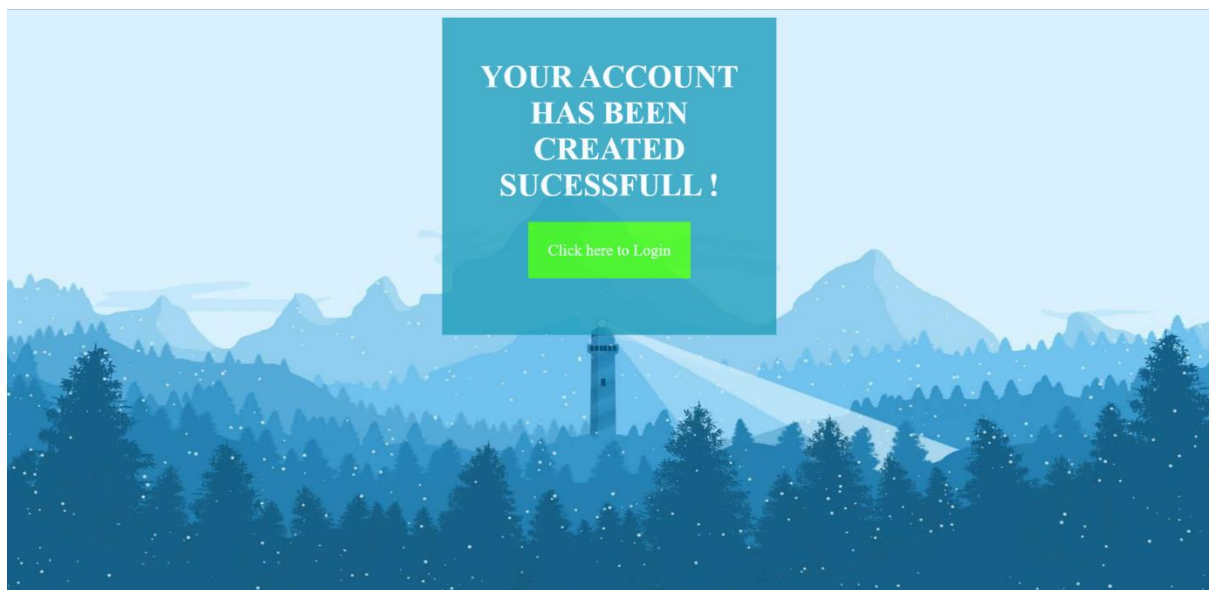 YOUR ACCOUNT
HAS BEEN
CREATED
SUCESSFULL !
Click here to Login